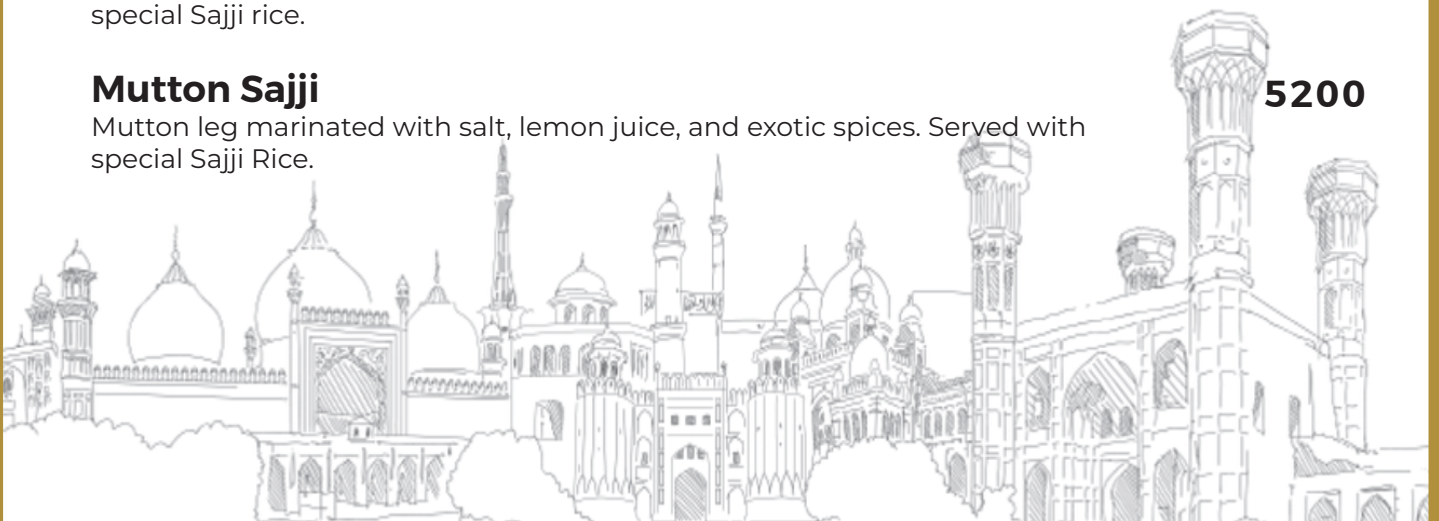 special Sajji rice.
Mutton Sajji 5200
Mutton leg marinated with salt, lemon juice, and exotic spices. Served with
special Sajji Rice.